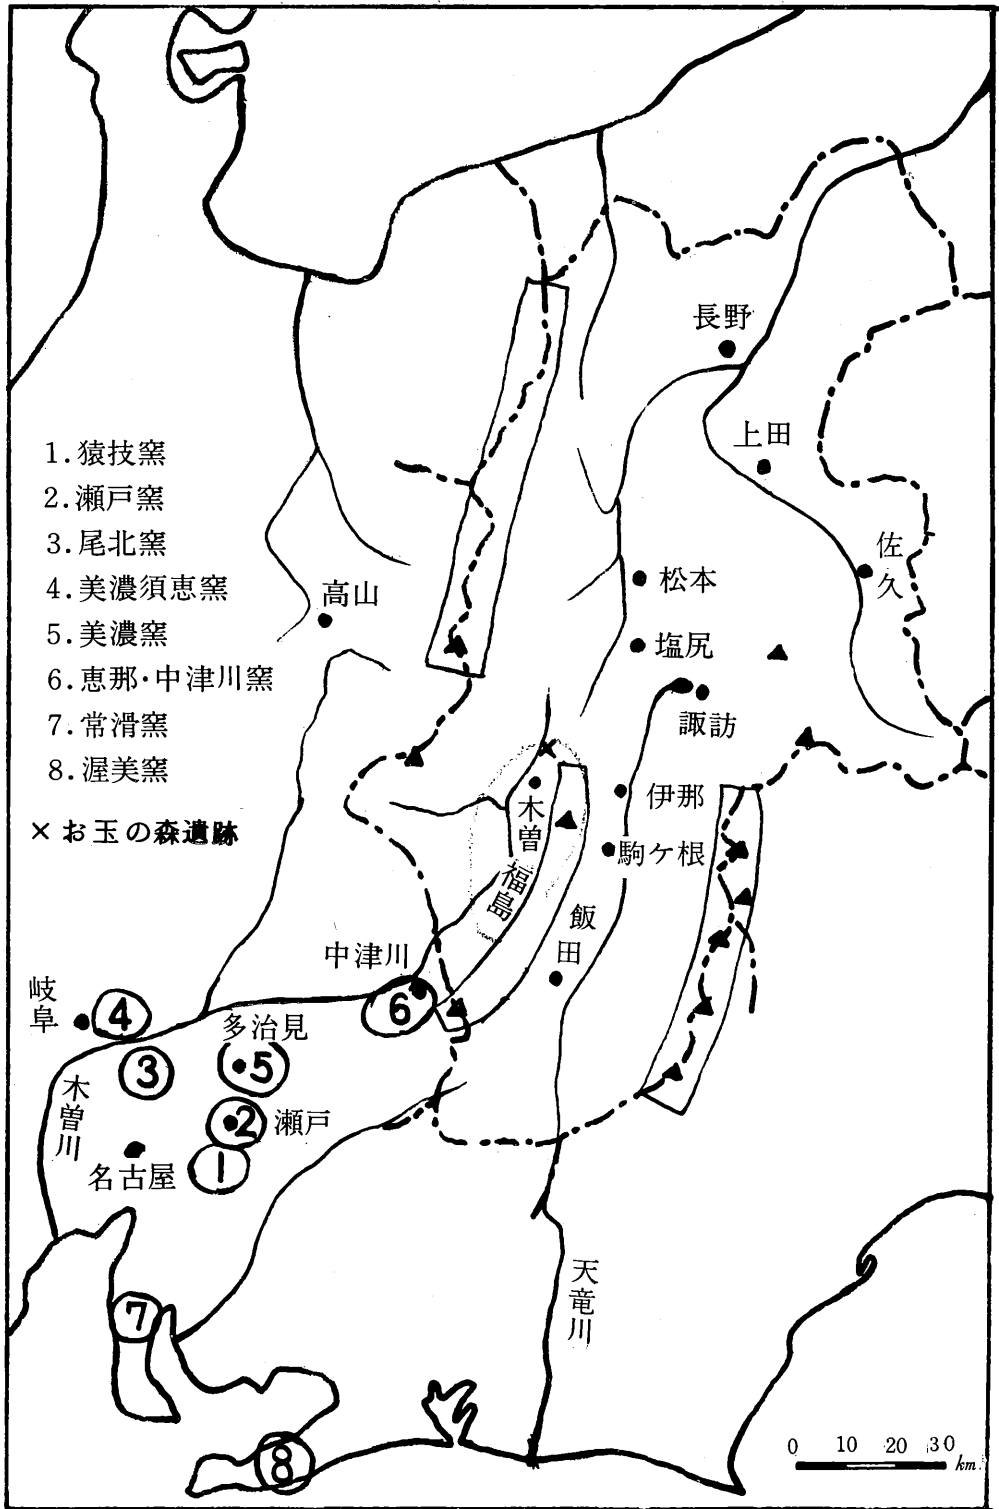 長野
上田
佐久
1.猿技窯
2.瀬戸窯
3.尾北窯
4.美濃須恵窯
5.美濃窯
6.恵那・中津川窯
7.常滑窯
8.渥美窯
×お玉の森遺跡
高山
松本
塩尻
諏訪
伊那
駒ケ根
木曽福島
飯田
中津川
6
岐阜
4
多治見
5
3
木曽川
2
瀬戸
名古屋
1
天竜川
7
8
0 10 20 30
km.